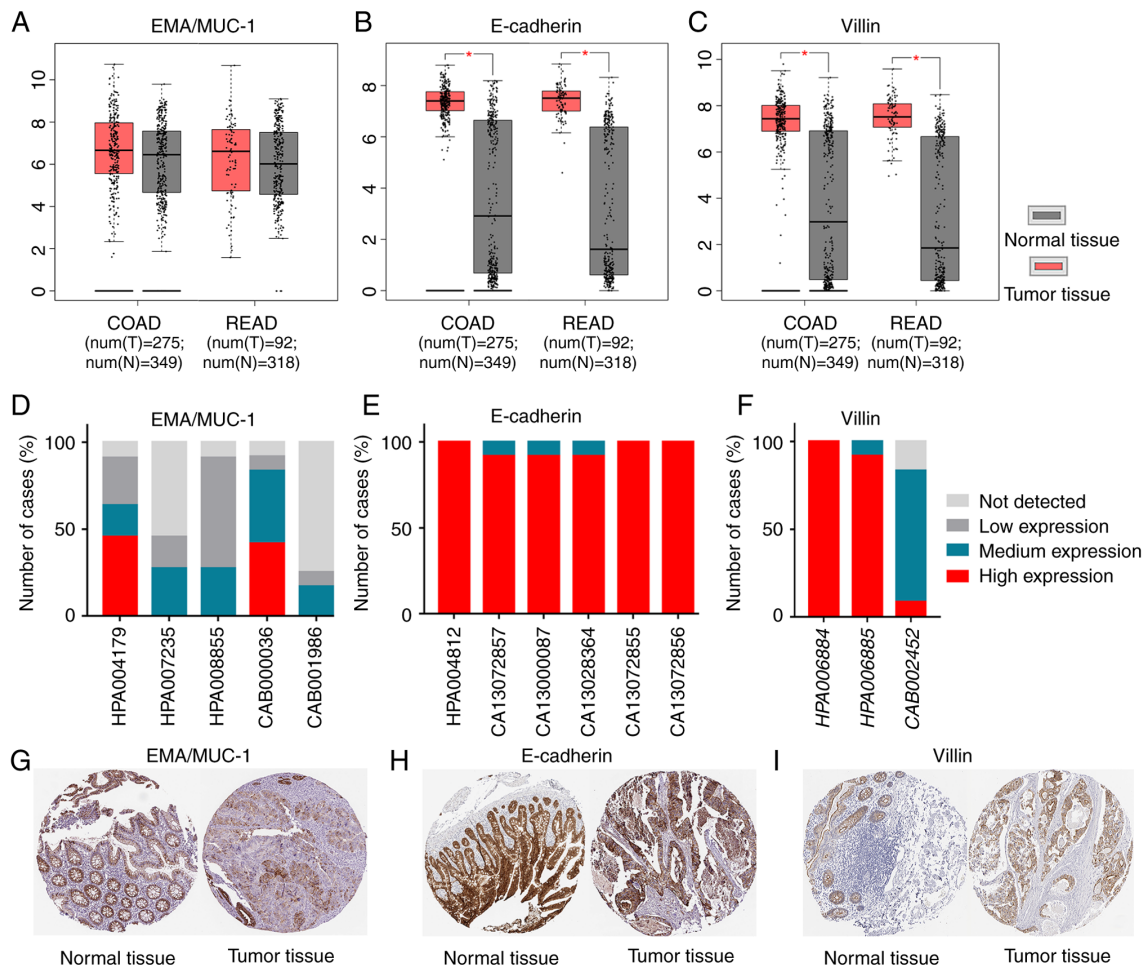 A
EMA/MUC-1
B
E-cadherin
C
Villin
10
8
6
4
2
0
8
6
4
2
0
10
8
6
4
2
0
*
*
*
*
Normal tissue
Tumor tissue
COAD
(num(T)=275;
num(N)=349)
READ
(num(T)=92;
num(N)=318)
COAD
(num(T)=275;
num(N)=349)
READ
(num(T)=92;
num(N)=318)
COAD
(num(T)=275;
num(N)=349)
READ
(num(T)=92;
num(N)=318)
D
EMA/MUC-1
Number of cases (%)
100
50
0
HPA004179
HPA007235
HPA008855
CAB000036
CAB001986
E
E-cadherin
Number of cases (%)
100
50
0
HPA004812
CA13072857
CA13000087
CA13028364
CA13072855
CA13072856
F
Villin
Number of cases (%)
100
50
0
HPA006884
HPA006885
CAB002452
Not detected
Low expression
Medium expression
High expression
G
EMA/MUC-1
Normal tissue
Tumor tissue
H
E-cadherin
Normal tissue
Tumor tissue
I
Villin
Normal tissue
Tumor tissue